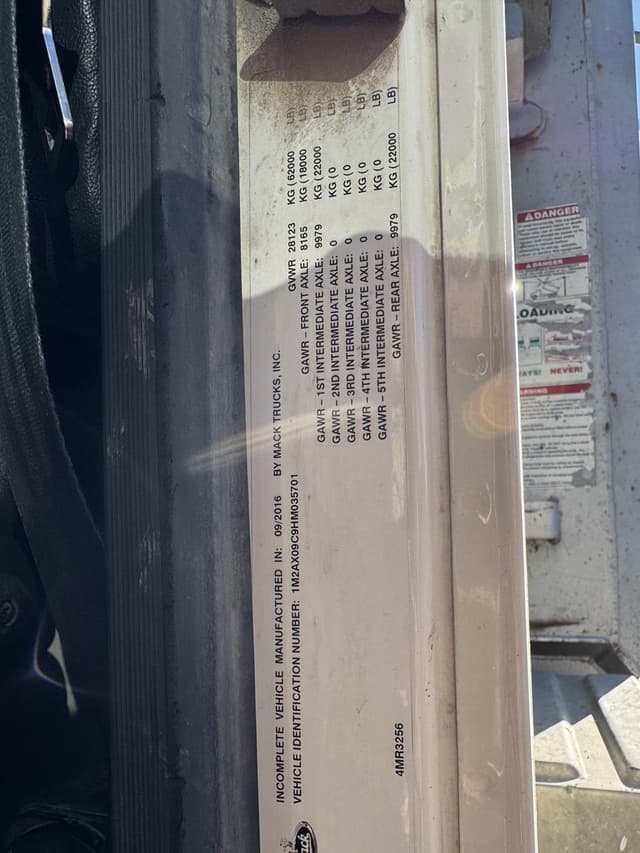 INCOMPLETE VEHICLE MANUFACTURED IN: 09/2016 BY MACK TRUCKS, INC.
VEHICLE IDENTIFICATION NUMBER: 1M2AX09C9HM035701
GVWR 28123 KG (62000 LB)
GAWR – FRONT AXLE: 8165 KG (18000 LB)
GAWR – 1ST INTERMEDIATE AXLE: 9979 KG (22000 LB)
GAWR – 2ND INTERMEDIATE AXLE: 0 KG (0 LB)
GAWR – 3RD INTERMEDIATE AXLE: 0 KG (0 LB)
GAWR – 4TH INTERMEDIATE AXLE: 0 KG (0 LB)
GAWR – 5TH INTERMEDIATE AXLE: 0 KG (0 LB)
GAWR – REAR AXLE: 9979 KG (22000 LB)
4MR3256
DANGER
DANGER
NEVER!